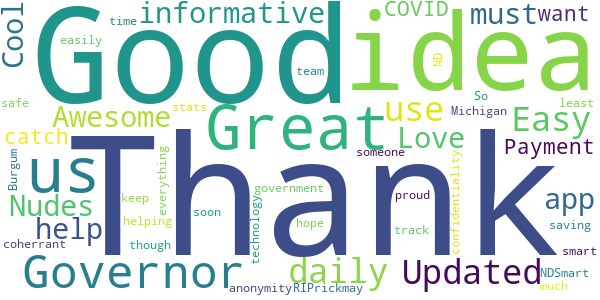 Cool
time
informative
COVID
must
want
easily
Good
idea
team
ND
safe
stats
So
least
Awesome
Great
use
Michigan
Easy
catch
Love
Payment
someone
us
Thank
everything
confidentiality
Burgum
government
proud
app
Nudes
keep
soon
hope
saving
help
helping
track
coherrant
though
technology
smart
Governor
daily
Updated
NDSmart
anonymity
RIPrickmay
much